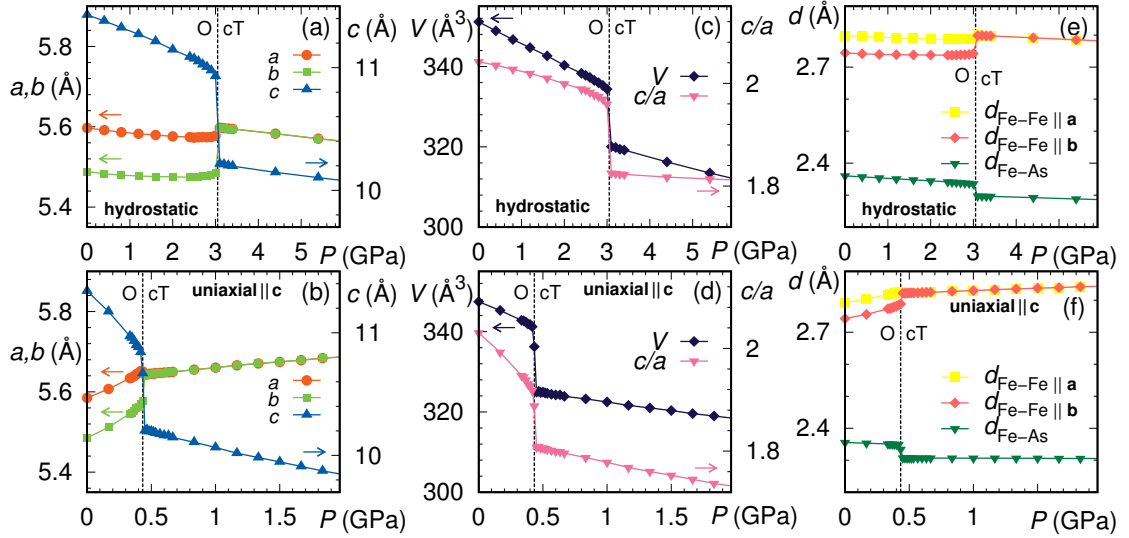 (a)
O cT
a
b
c
hydrostatic
a,b (Å)
5.8
5.6
5.4
c (Å)
11
10
0 1 2 3 4 5
P (GPa)
(c)
O cT
V
c/a
hydrostatic
V (Å³)
340
320
300
c/a
2
1.8
0 1 2 3 4 5
P (GPa)
(e)
O
cT
dFe−Fe || a
dFe−Fe || b
dFe−As
hydrostatic
d (Å)
2.7
2.4
0 1 2 3 4 5
P (GPa)
(b)
O cT
uniaxial || c
a
b
c
a,b (Å)
5.8
5.6
5.4
c (Å)
11
10
0 0.5 1 1.5
P (GPa)
(d)
O cT
uniaxial || c
V
c/a
V (Å³)
340
320
300
c/a
2
1.8
0 0.5 1 1.5
P (GPa)
(f)
uniaxial || c
O cT
dFe−Fe || a
dFe−Fe || b
dFe−As
d (Å)
2.7
2.4
0 0.5 1 1.5
P (GPa)